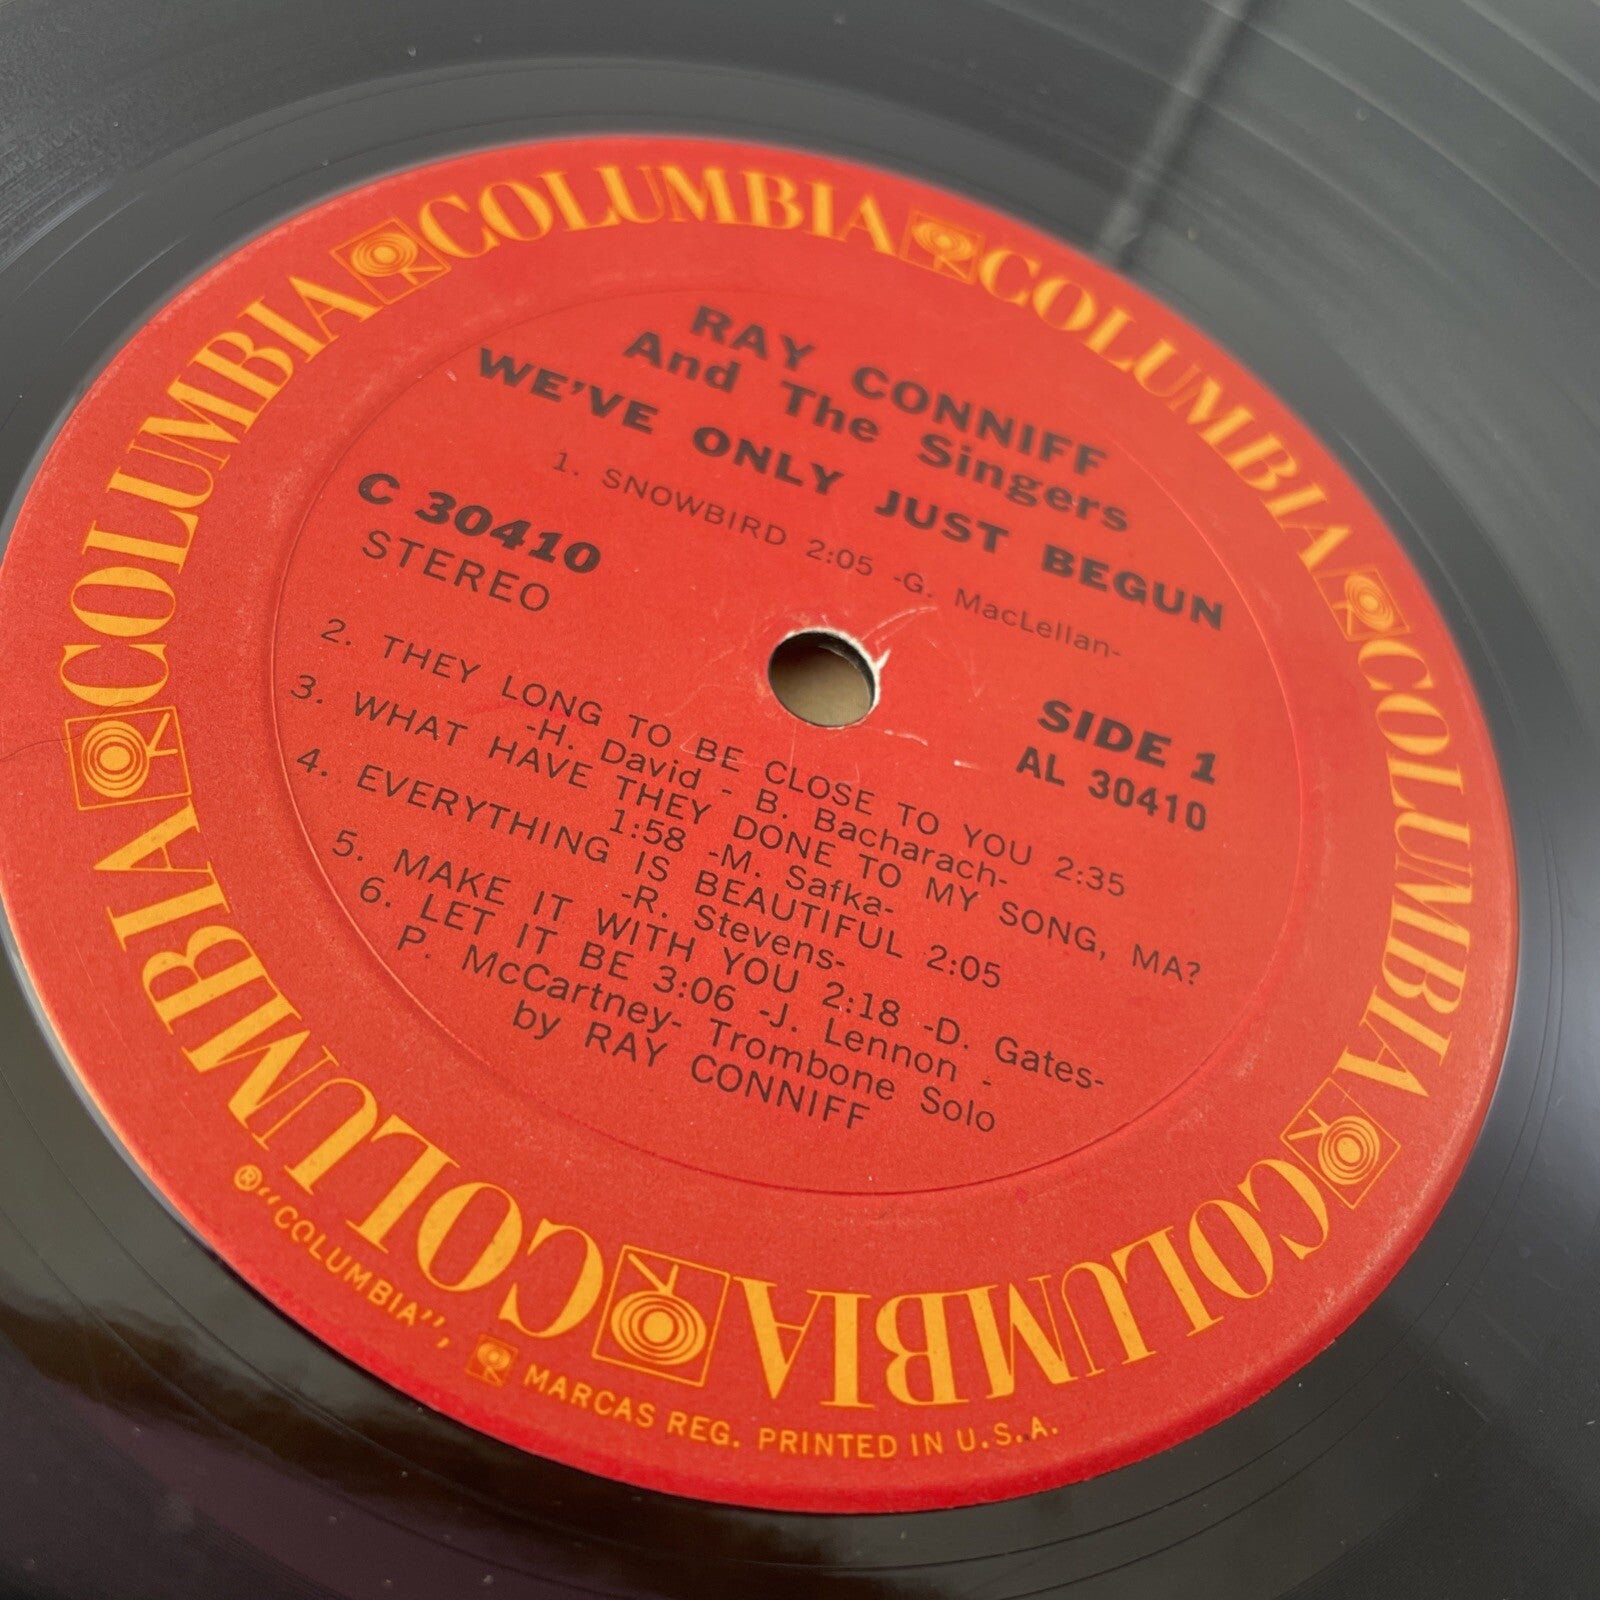 COLUMBIA COLUMBIA COLUMBIA COLUMBIA COLUMBIA COLUMBIA
RAY CONNIFF
And The Singers
WE'VE ONLY JUST BEGUN
1. SNOWBIRD 2:05 -G. MacLellan-
C 30410
STEREO
SIDE 1
AL 30410
2. THEY LONG TO BE CLOSE TO YOU 2:35
-H. David - B. Bacharach-
3. WHAT HAVE THEY DONE TO MY SONG, MA?
1:58 -M. Safka-
4. EVERYTHING IS BEAUTIFUL 2:05
-R. Stevens-
5. MAKE IT WITH YOU 2:18 -D. Gates-
6. LET IT BE 3:06 -J. Lennon -
P. McCartney- Trombone Solo
by RAY CONNIFF
® "COLUMBIA", MARCAS REG. PRINTED IN U.S.A.